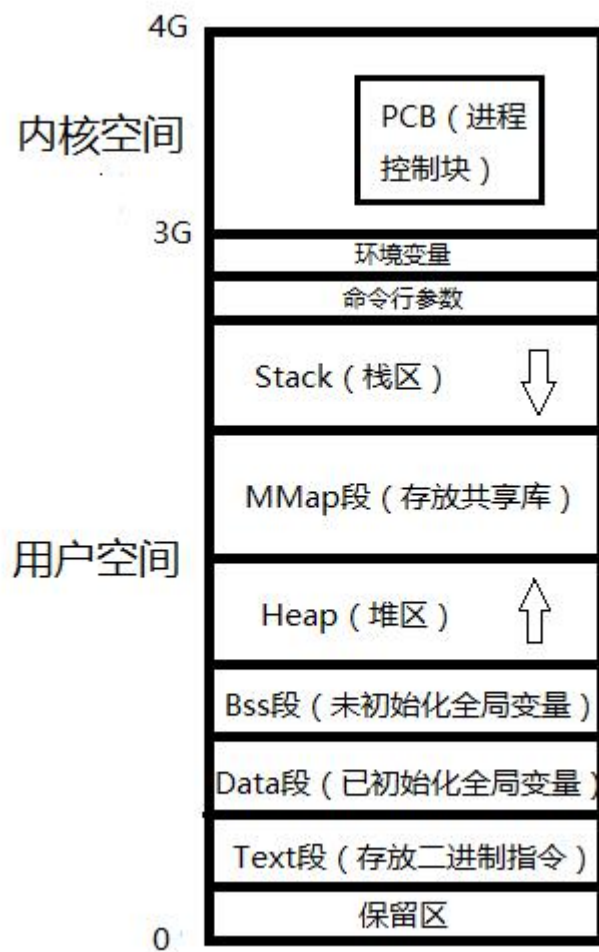 4G
内核空间
PCB（进程
控制块）
3G
环境变量
命令行参数
Stack（栈区）
MMap段（存放共享库）
用户空间
Heap（堆区）
Bss段（未初始化全局变量）
Data段（已初始化全局变量）
Text段（存放二进制指令）
保留区
0